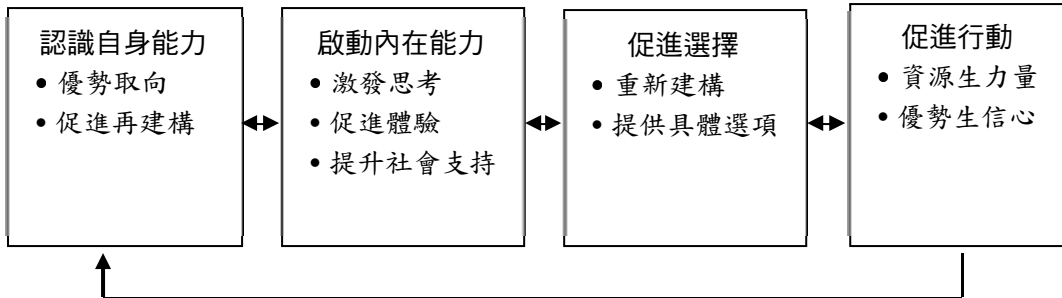 認識自身能力
• 優勢取向
• 促進再建構
啟動內在能力
• 激發思考
• 促進體驗
• 提升社會支持
促進選擇
• 重新建構
• 提供具體選項
促進行動
• 資源生力量
• 優勢生信心